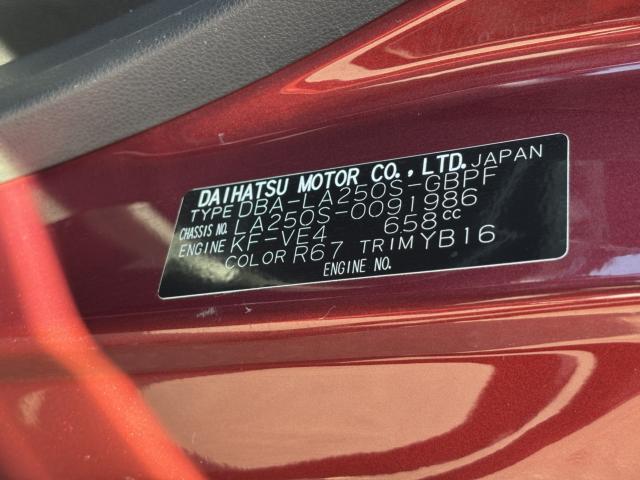 DAIHATSU MOTOR CO., LTD. JAPAN
TYPE DBA-LA250S-GBPF
CHASSIS NO. LA250S-0091986
ENGINE KF-VE4 658cc
COLOR R67 TRIM YB16
ENGINE NO.